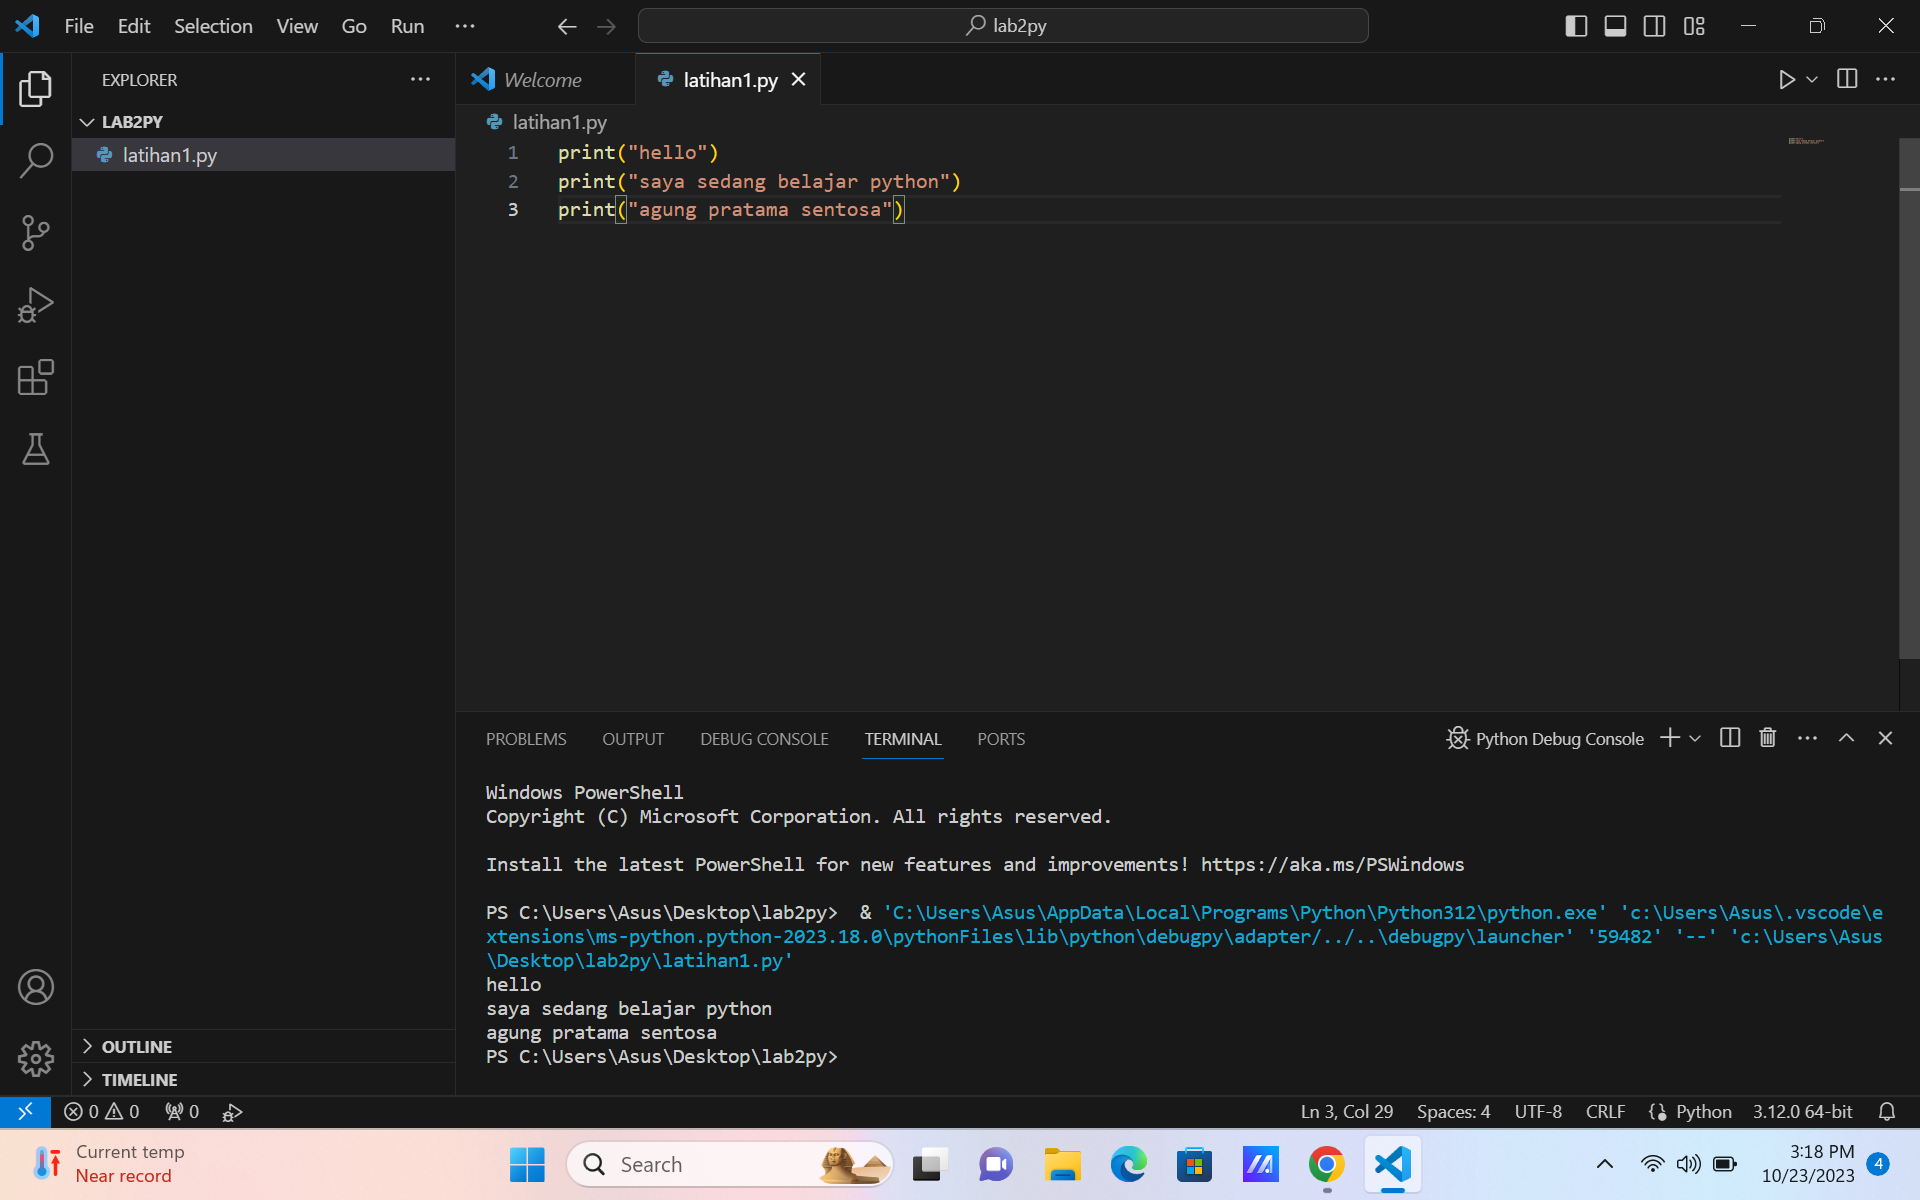 File Edit Selection View Go Run ···
lab2py
EXPLORER
LAB2PY
latihan1.py
Welcome
latihan1.py
latihan1.py
1 print("hello")
2 print("saya sedang belajar python")
3 print("agung pratama sentosa")
OUTLINE
TIMELINE
PROBLEMS OUTPUT DEBUG CONSOLE TERMINAL PORTS
Python Debug Console
Windows PowerShell
Copyright (C) Microsoft Corporation. All rights reserved.
Install the latest PowerShell for new features and improvements! https://aka.ms/PSWindows
PS C:\Users\Asus\Desktop\lab2py>  & 'C:\Users\Asus\AppData\Local\Programs\Python\Python312\python.exe' 'c:\Users\Asus\.vscode\e
xtensions\ms-python.python-2023.18.0\pythonFiles\lib\python\debugpy\adapter/../..\debugpy\launcher' '59482' '--' 'c:\Users\Asus
\Desktop\lab2py\latihan1.py'
hello
saya sedang belajar python
agung pratama sentosa
PS C:\Users\Asus\Desktop\lab2py>
0 0 0
Ln 3, Col 29 Spaces: 4 UTF-8 CRLF Python 3.12.0 64-bit
Current temp
Near record
Search
3:18 PM
10/23/2023
4